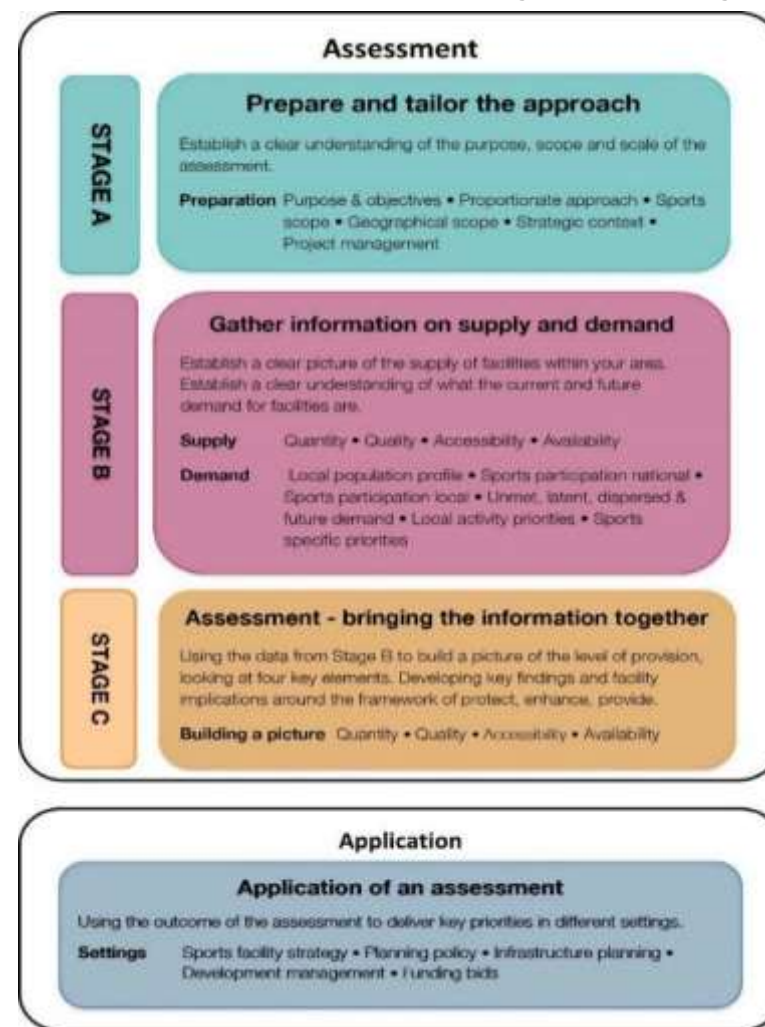 Assessment
STAGE A
Prepare and tailor the approach
Establish a clear understanding of the purpose, scope and scale of the
assessment.
Preparation Purpose & objectives • Proportionate approach • Sports
scope • Geographical scope • Strategic context •
Project management
STAGE B
Gather information on supply and demand
Establish a clear picture of the supply of facilities within your area.
Establish a clear understanding of what the current and future
demand for facilities are.
Supply Quantity • Quality • Accessibility • Availability
Demand Local population profile • Sports participation national •
Sports participation local • Unmet, latent, dispersed &
future demand • Local activity priorities • Sports
specific priorities
STAGE C
Assessment - bringing the information together
Using the data from Stage B to build a picture of the level of provision,
looking at four key elements. Developing key findings and facility
implications around the framework of protect, enhance, provide.
Building a picture Quantity • Quality • Accessibility • Availability
Application
Application of an assessment
Using the outcome of the assessment to deliver key priorities in different settings.
Settings Sports facility strategy • Planning policy • Infrastructure planning •
Development management • Funding bids